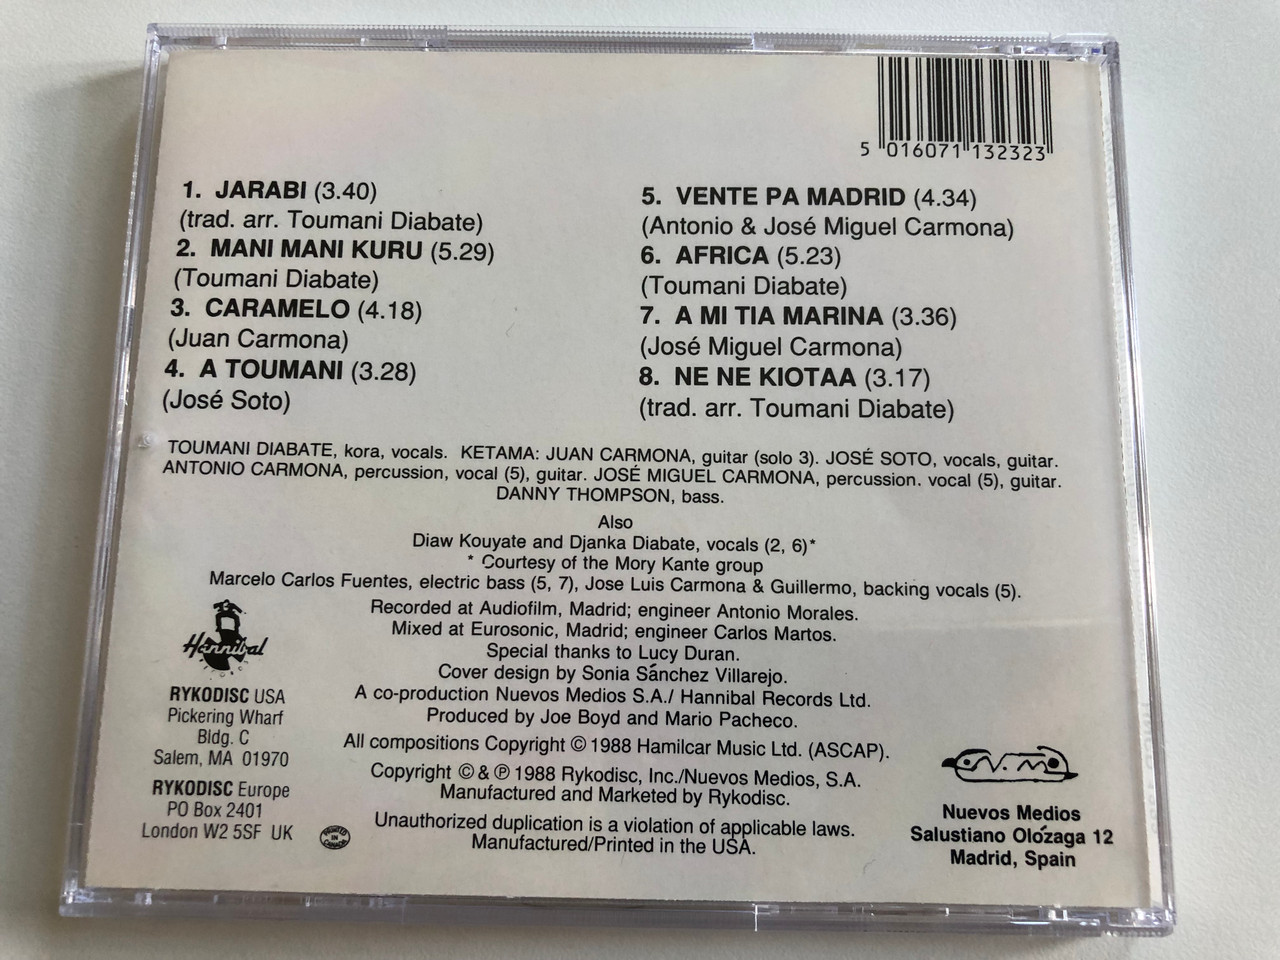 5 016071 132323
1. JARABI (3.40)
(trad. arr. Toumani Diabate)
2. MANI MANI KURU (5.29)
(Toumani Diabate)
3. CARAMELO (4.18)
(Juan Carmona)
4. A TOUMANI (3.28)
(José Soto)
5. VENTE PA MADRID (4.34)
(Antonio & José Miguel Carmona)
6. AFRICA (5.23)
(Toumani Diabate)
7. A MI TIA MARINA (3.36)
(José Miguel Carmona)
8. NE NE KIOTAA (3.17)
(trad. arr. Toumani Diabate)
TOUMANI DIABATE, kora, vocals. KETAMA: JUAN CARMONA, guitar (solo 3). JOSÉ SOTO, vocals, guitar.
ANTONIO CARMONA, percussion, vocal (5), guitar. JOSÉ MIGUEL CARMONA, percussion. vocal (5), guitar.
DANNY THOMPSON, bass.
Also
Diaw Kouyate and Djanka Diabate, vocals (2, 6)*
* Courtesy of the Mory Kante group
Marcelo Carlos Fuentes, electric bass (5, 7), Jose Luis Carmona & Guillermo, backing vocals (5).
Recorded at Audiofilm, Madrid; engineer Antonio Morales.
Mixed at Eurosonic, Madrid; engineer Carlos Martos.
Special thanks to Lucy Duran.
Cover design by Sonia Sánchez Villarejo.
A co-production Nuevos Medios S.A./ Hannibal Records Ltd.
Produced by Joe Boyd and Mario Pacheco.
All compositions Copyright © 1988 Hamilcar Music Ltd. (ASCAP).
Copyright © & ℗ 1988 Rykodisc, Inc./Nuevos Medios, S.A.
Manufactured and Marketed by Rykodisc.
Unauthorized duplication is a violation of applicable laws.
Manufactured/Printed in the USA.
Hannibal
RYKODISC USA
Pickering Wharf
Bldg. C
Salem, MA 01970
RYKODISC Europe
PO Box 2401
London W2 5SF UK
PRINTED
IN
CANADA
N.M
Nuevos Medios
Salustiano Olózaga 12
Madrid, Spain